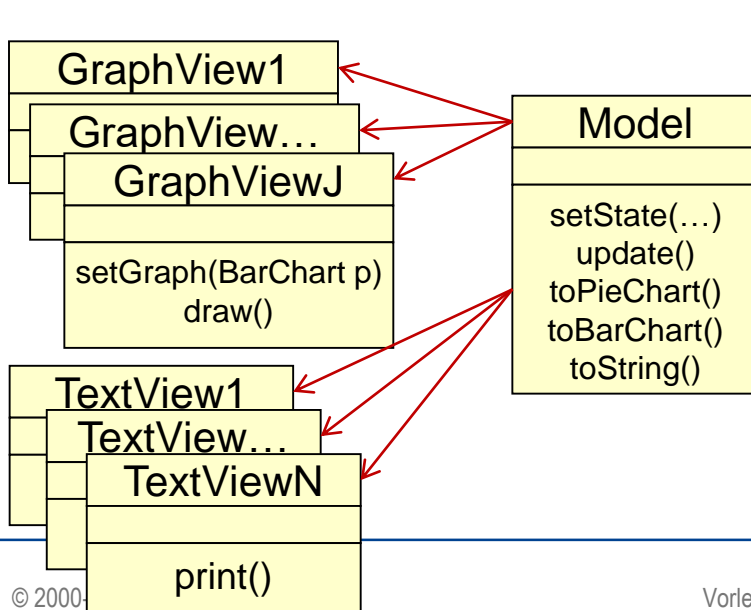 GraphView1
GraphView…
GraphViewJ
setGraph(BarChart p)
draw()
Model
setState(…)
update()
toPieChart()
toBarChart()
toString()
TextView1
TextView…
TextViewN
print()
© 2000-
Vorle